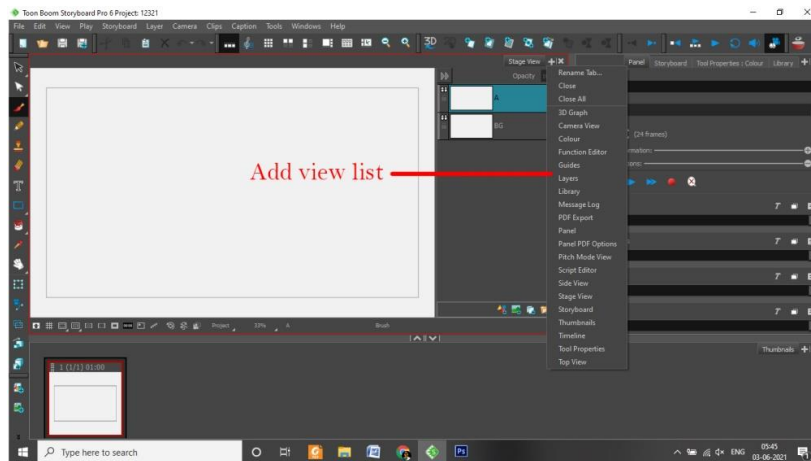 Toon Boom Storyboard Pro 6 Project: 12321
File Edit View Play Storyboard Layer Camera Clips Caption Tools Windows Help
3D
Stage View
Panel Storyboard Tool Properties : Colour Library
Opacity
A
BG
Rename Tab...
Close
Close All
3D Graph
Camera View
Colour
Function Editor
Guides
Layers
Library
Message Log
PDF Export
Panel
Panel PDF Options
Pitch Mode View
Script Editor
Side View
Stage View
Storyboard
Thumbnails
Timeline
Tool Properties
Top View
(24 frames)
Add view list
Project 33% A Brush
Thumbnails
1 (1/1) 01:00
Type here to search
Ps
ENG
05:45
03-06-2021